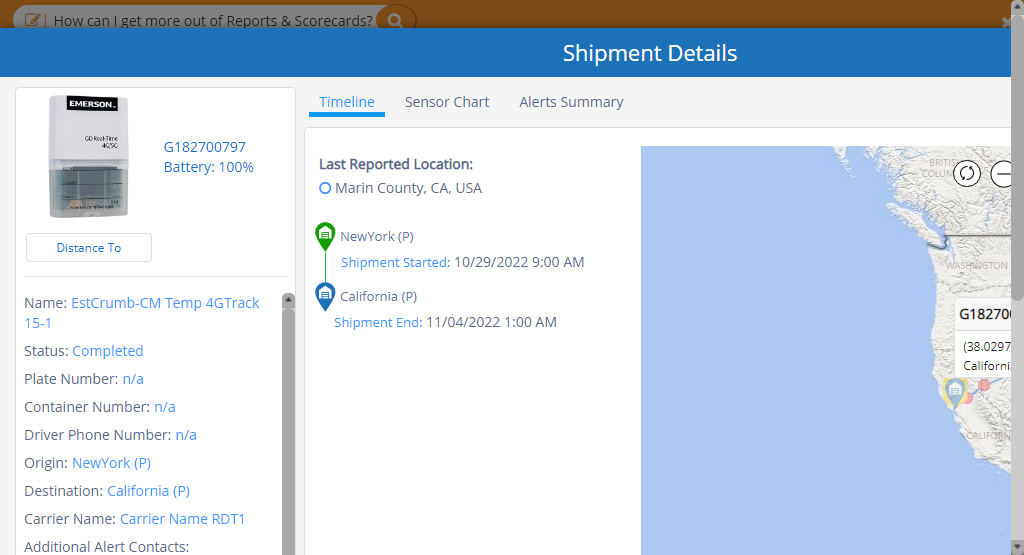 How can I get more out of Reports & Scorecards?
Shipment Details
EMERSON
GO Real-Time
4G/5G
G182700797
Battery: 100%
Distance To
Name: EstCrumb-CM Temp 4GTrack
15-1
Status: Completed
Plate Number: n/a
Container Number: n/a
Driver Phone Number: n/a
Origin: NewYork (P)
Destination: California (P)
Carrier Name: Carrier Name RDT1
Additional Alert Contacts:
Timeline
Sensor Chart
Alerts Summary
Last Reported Location:
Marin County, CA, USA
NewYork (P)
Shipment Started: 10/29/2022 9:00 AM
California (P)
Shipment End: 11/04/2022 1:00 AM
BRITISH
COLUM
WASHINGTON
G18270
(38.0297
Californi
CALIFORN